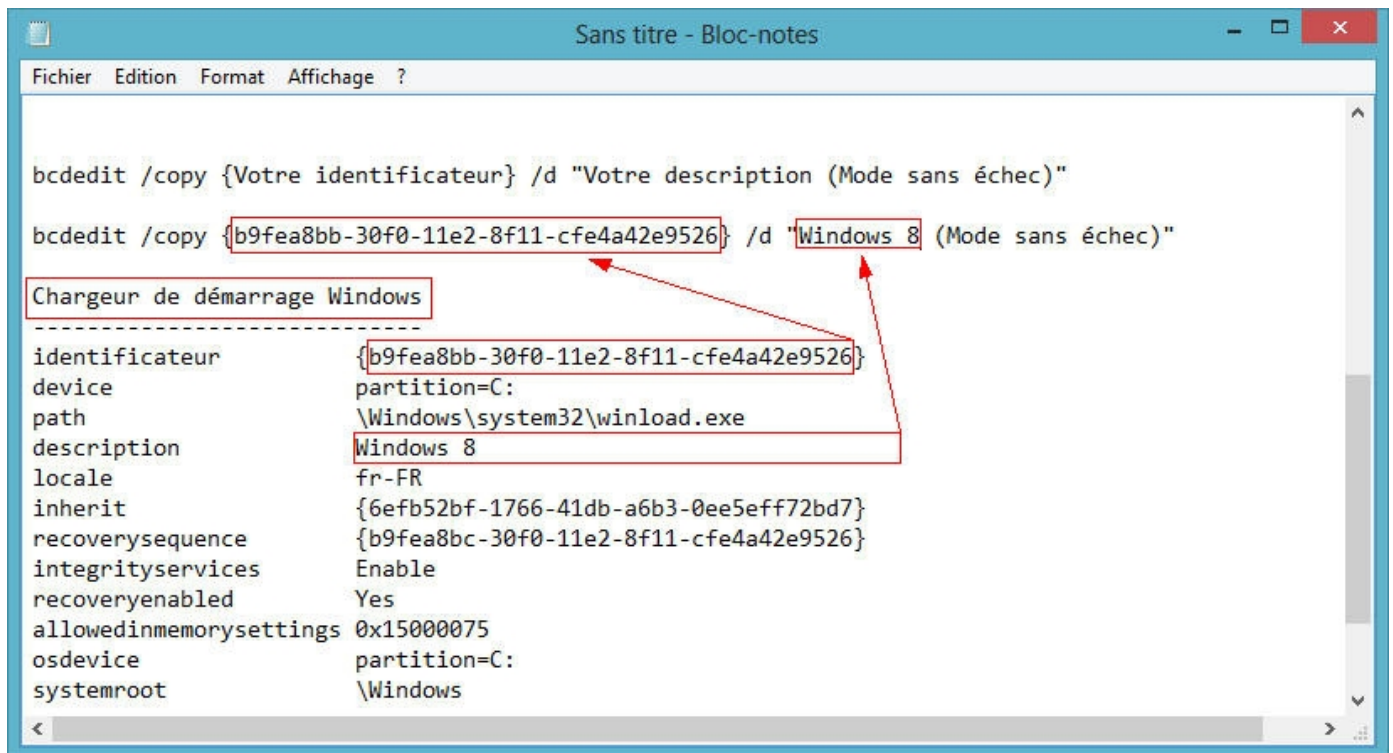 Sans titre - Bloc-notes
Fichier Edition Format Affichage ?
bcdedit /copy {Votre identificateur} /d "Votre description (Mode sans échec)"
bcdedit /copy {b9fea8bb-30f0-11e2-8f11-cfe4a42e9526} /d "Windows 8 (Mode sans échec)"
Chargeur de démarrage Windows
-----------------------------
identificateur {b9fea8bb-30f0-11e2-8f11-cfe4a42e9526}
device partition=C:
path \Windows\system32\winload.exe
description Windows 8
locale fr-FR
inherit {6efb52bf-1766-41db-a6b3-0ee5eff72bd7}
recoverysequence {b9fea8bc-30f0-11e2-8f11-cfe4a42e9526}
integrityservices Enable
recoveryenabled Yes
allowedinmemorysettings 0x15000075
osdevice partition=C:
systemroot \Windows